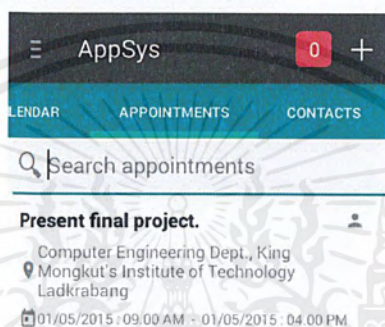 AppSys 0
LENDAR APPOINTMENTS CONTACTS
Search appointments
Present final project.
Computer Engineering Dept., King
Mongkut's Institute of Technology
Ladkrabang
01/05/2015 : 09.00 AM - 01/05/2015 : 04.00 PM